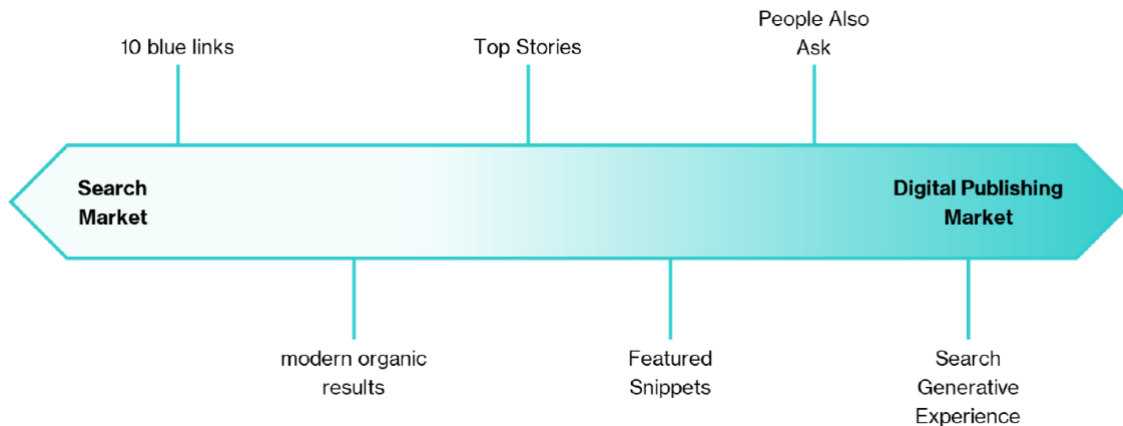 10 blue links
Top Stories
People Also
Ask
Search
Market
Digital Publishing
Market
modern organic
results
Featured
Snippets
Search
Generative
Experience